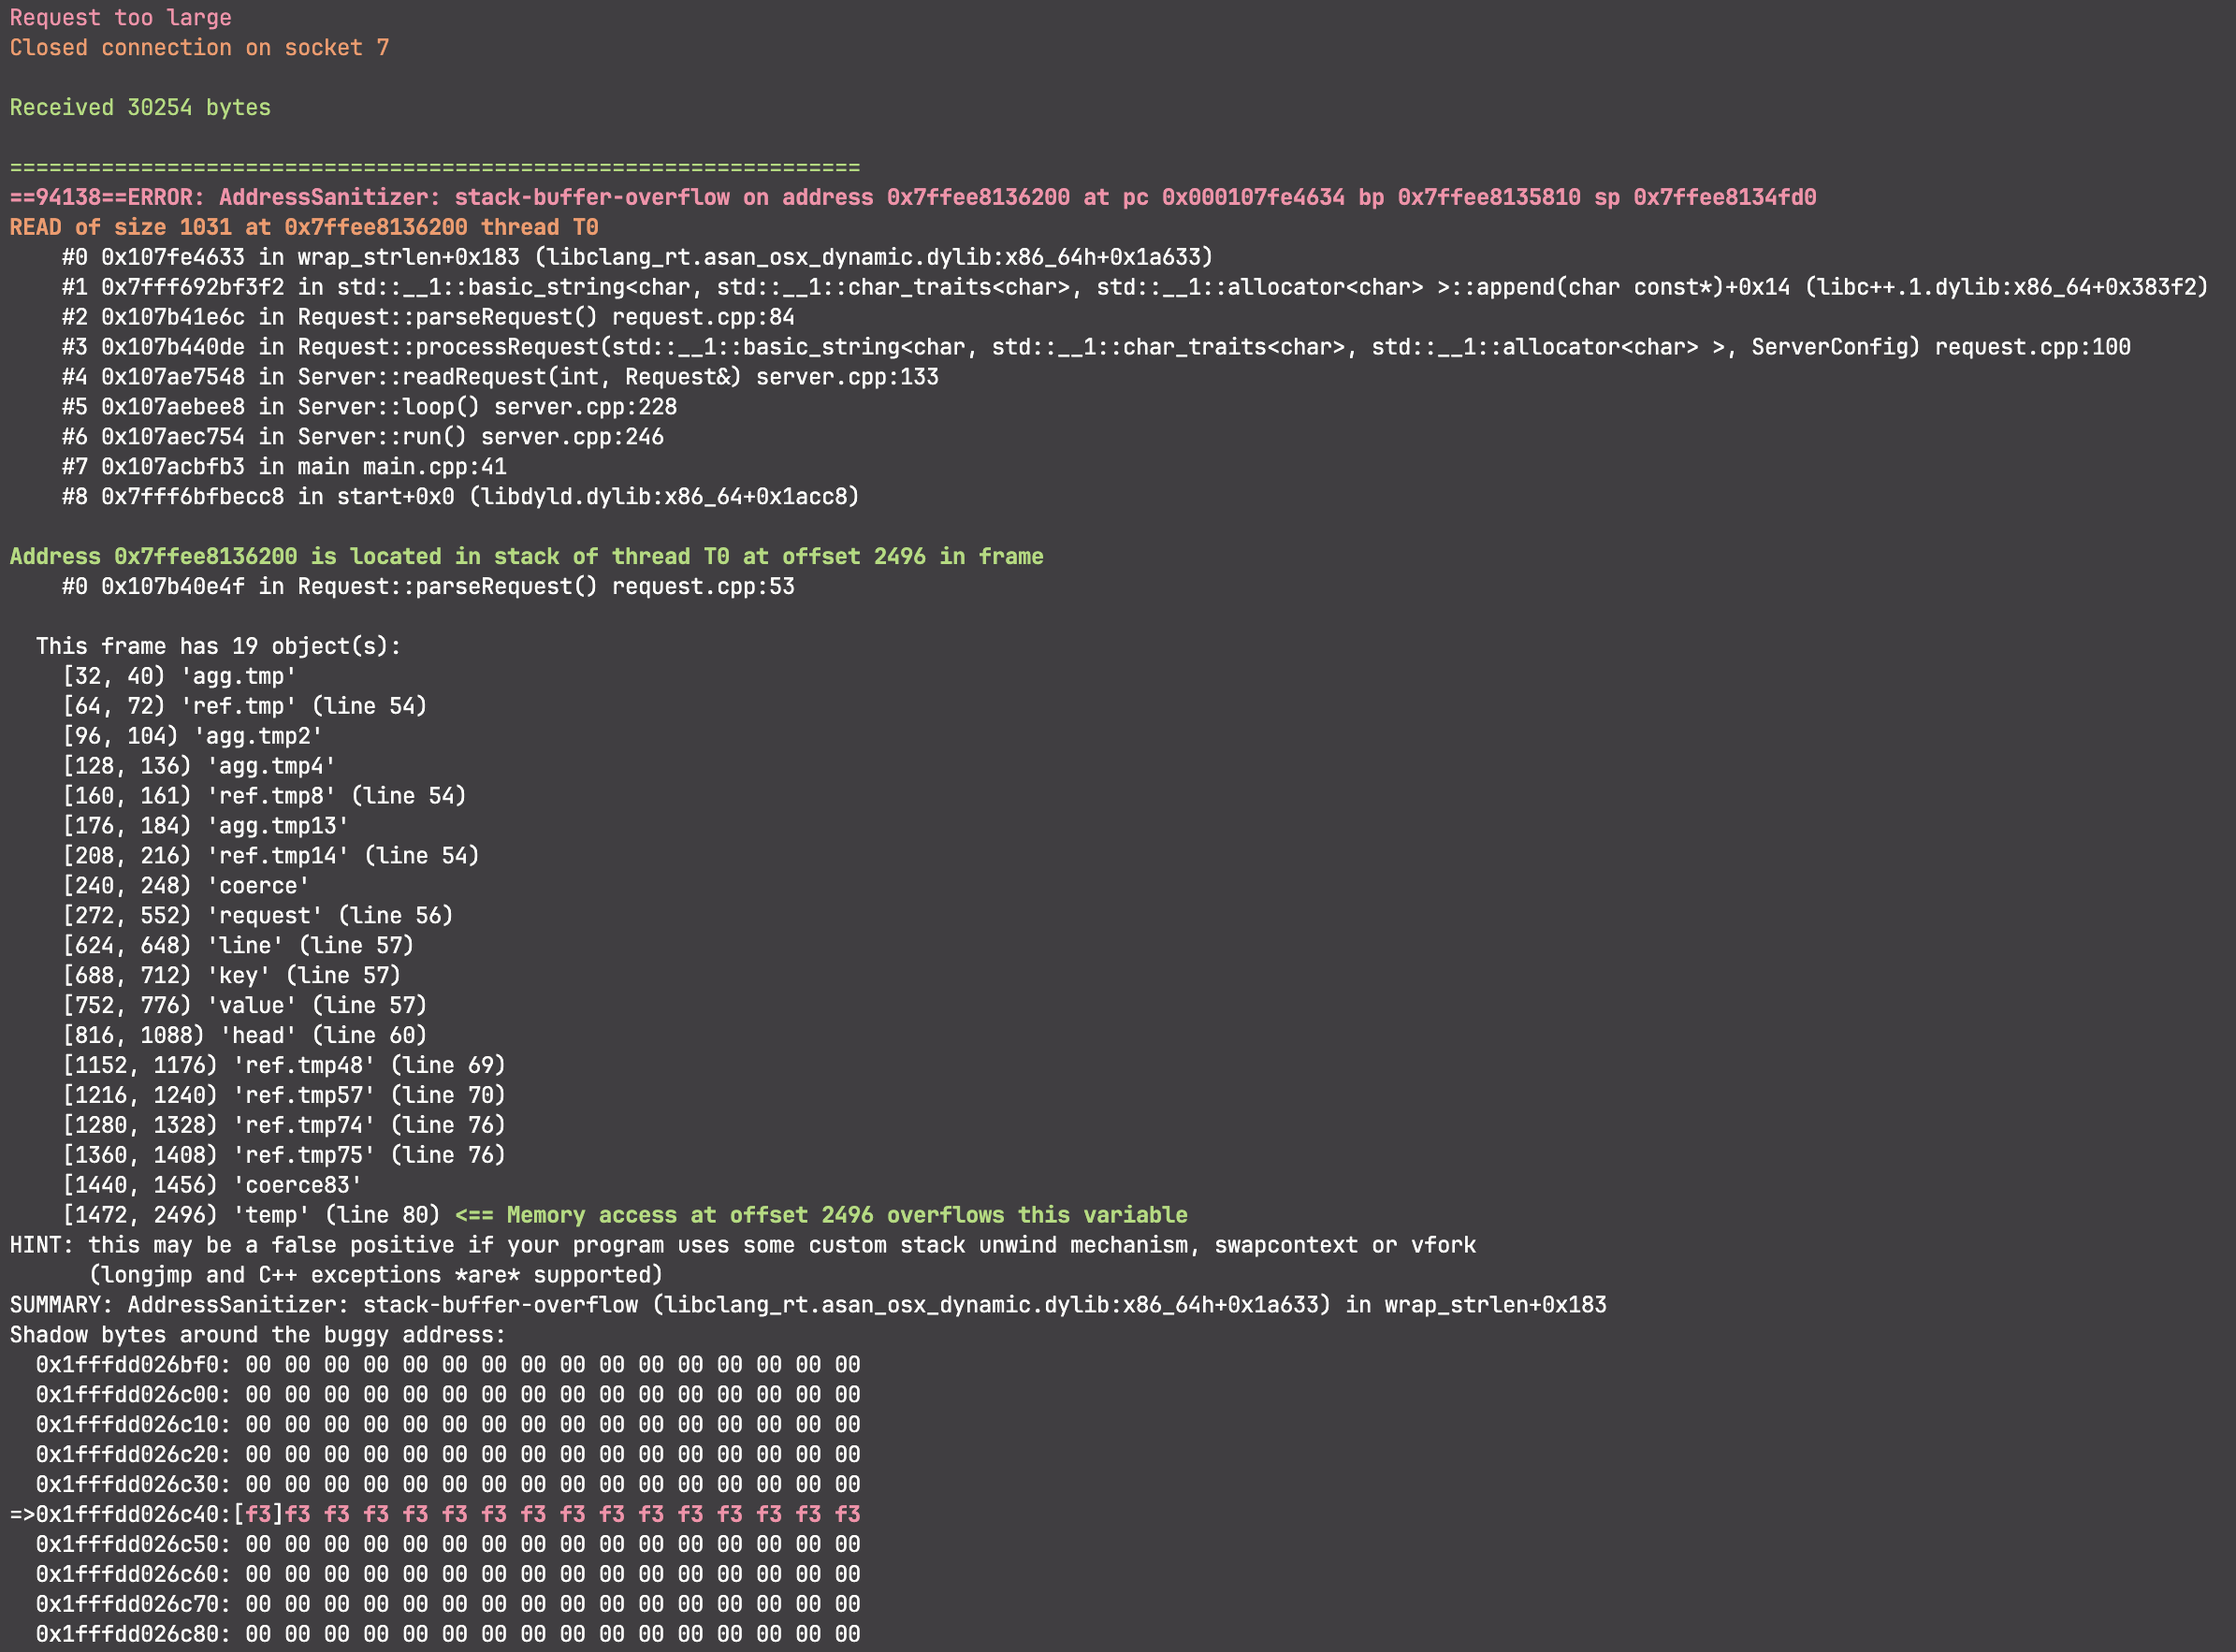 Request too large
Closed connection on socket 7
Received 30254 bytes
=================================================================
==94138==ERROR: AddressSanitizer: stack-buffer-overflow on address 0x7ffee8136200 at pc 0x000107fe4634 bp 0x7ffee8135810 sp 0x7ffee8134fd0
READ of size 1031 at 0x7ffee8136200 thread T0
    #0 0x107fe4633 in wrap_strlen+0x183 (libclang_rt.asan_osx_dynamic.dylib:x86_64h+0x1a633)
    #1 0x7fff692bf3f2 in std::__1::basic_string<char, std::__1::char_traits<char>, std::__1::allocator<char> >::append(char const*)+0x14 (libc++.1.dylib:x86_64+0x383f2)
    #2 0x107b41e6c in Request::parseRequest() request.cpp:84
    #3 0x107b440de in Request::processRequest(std::__1::basic_string<char, std::__1::char_traits<char>, std::__1::allocator<char> >, ServerConfig) request.cpp:100
    #4 0x107ae7548 in Server::readRequest(int, Request&) server.cpp:133
    #5 0x107aebee8 in Server::loop() server.cpp:228
    #6 0x107aec754 in Server::run() server.cpp:246
    #7 0x107acbfb3 in main main.cpp:41
    #8 0x7fff6bfbecc8 in start+0x0 (libdyld.dylib:x86_64+0x1acc8)
Address 0x7ffee8136200 is located in stack of thread T0 at offset 2496 in frame
    #0 0x107b40e4f in Request::parseRequest() request.cpp:53
  This frame has 19 object(s):
    [32, 40) 'agg.tmp'
    [64, 72) 'ref.tmp' (line 54)
    [96, 104) 'agg.tmp2'
    [128, 136) 'agg.tmp4'
    [160, 161) 'ref.tmp8' (line 54)
    [176, 184) 'agg.tmp13'
    [208, 216) 'ref.tmp14' (line 54)
    [240, 248) 'coerce'
    [272, 552) 'request' (line 56)
    [624, 648) 'line' (line 57)
    [688, 712) 'key' (line 57)
    [752, 776) 'value' (line 57)
    [816, 1088) 'head' (line 60)
    [1152, 1176) 'ref.tmp48' (line 69)
    [1216, 1240) 'ref.tmp57' (line 70)
    [1280, 1328) 'ref.tmp74' (line 76)
    [1360, 1408) 'ref.tmp75' (line 76)
    [1440, 1456) 'coerce83'
    [1472, 2496) 'temp' (line 80) <== Memory access at offset 2496 overflows this variable
HINT: this may be a false positive if your program uses some custom stack unwind mechanism, swapcontext or vfork
      (longjmp and C++ exceptions *are* supported)
SUMMARY: AddressSanitizer: stack-buffer-overflow (libclang_rt.asan_osx_dynamic.dylib:x86_64h+0x1a633) in wrap_strlen+0x183
Shadow bytes around the buggy address:
  0x1fffdd026bf0: 00 00 00 00 00 00 00 00 00 00 00 00 00 00 00 00
  0x1fffdd026c00: 00 00 00 00 00 00 00 00 00 00 00 00 00 00 00 00
  0x1fffdd026c10: 00 00 00 00 00 00 00 00 00 00 00 00 00 00 00 00
  0x1fffdd026c20: 00 00 00 00 00 00 00 00 00 00 00 00 00 00 00 00
  0x1fffdd026c30: 00 00 00 00 00 00 00 00 00 00 00 00 00 00 00 00
=>0x1fffdd026c40:[f3]f3 f3 f3 f3 f3 f3 f3 f3 f3 f3 f3 f3 f3 f3 f3
  0x1fffdd026c50: 00 00 00 00 00 00 00 00 00 00 00 00 00 00 00 00
  0x1fffdd026c60: 00 00 00 00 00 00 00 00 00 00 00 00 00 00 00 00
  0x1fffdd026c70: 00 00 00 00 00 00 00 00 00 00 00 00 00 00 00 00
  0x1fffdd026c80: 00 00 00 00 00 00 00 00 00 00 00 00 00 00 00 00